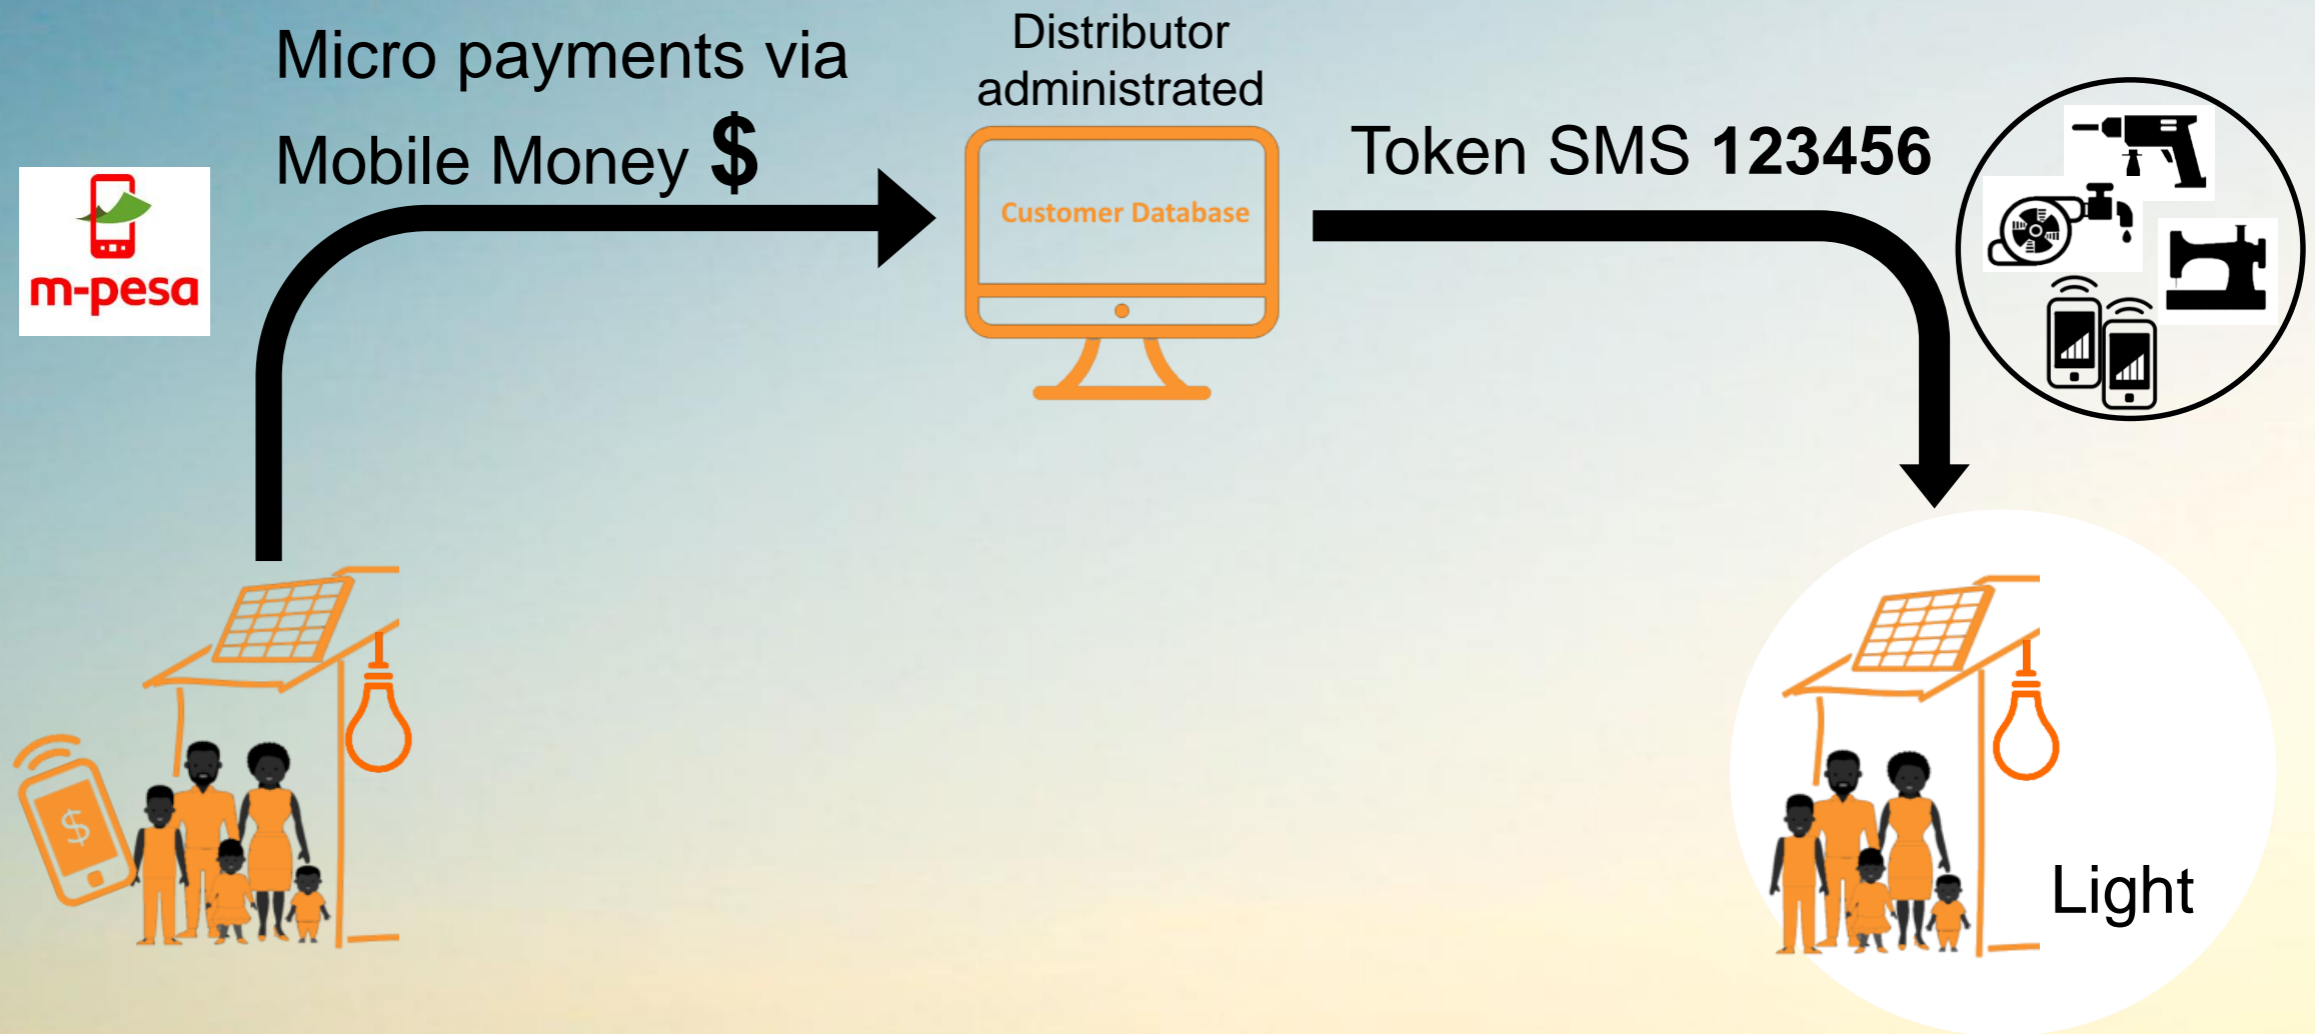 Micro payments via
Mobile Money $
Distributor
administrated
Customer Database
Token SMS 123456
m-pesa
$
Light